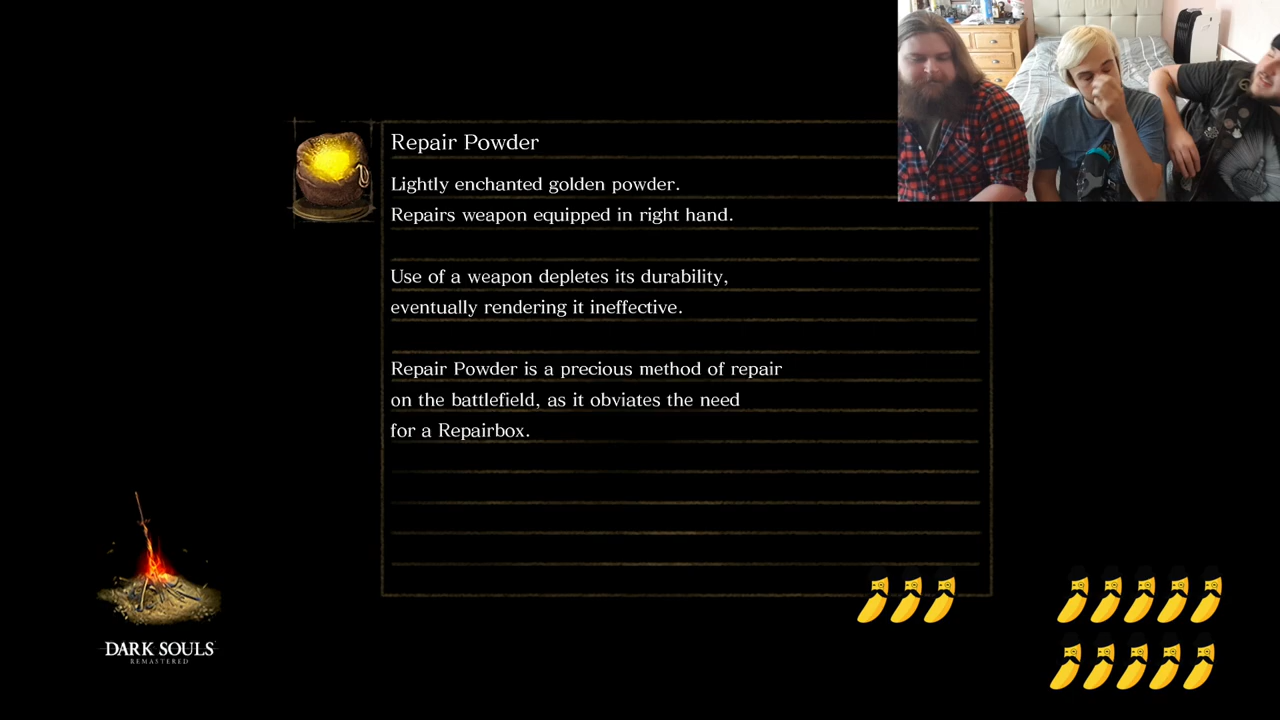 Repair Powder
Lightly enchanted golden powder.
Repairs weapon equipped in right hand.
Use of a weapon depletes its durability,
eventually rendering it ineffective.
Repair Powder is a precious method of repair
on the battlefield, as it obviates the need
for a Repairbox.
DARK SOULS
REMASTERED